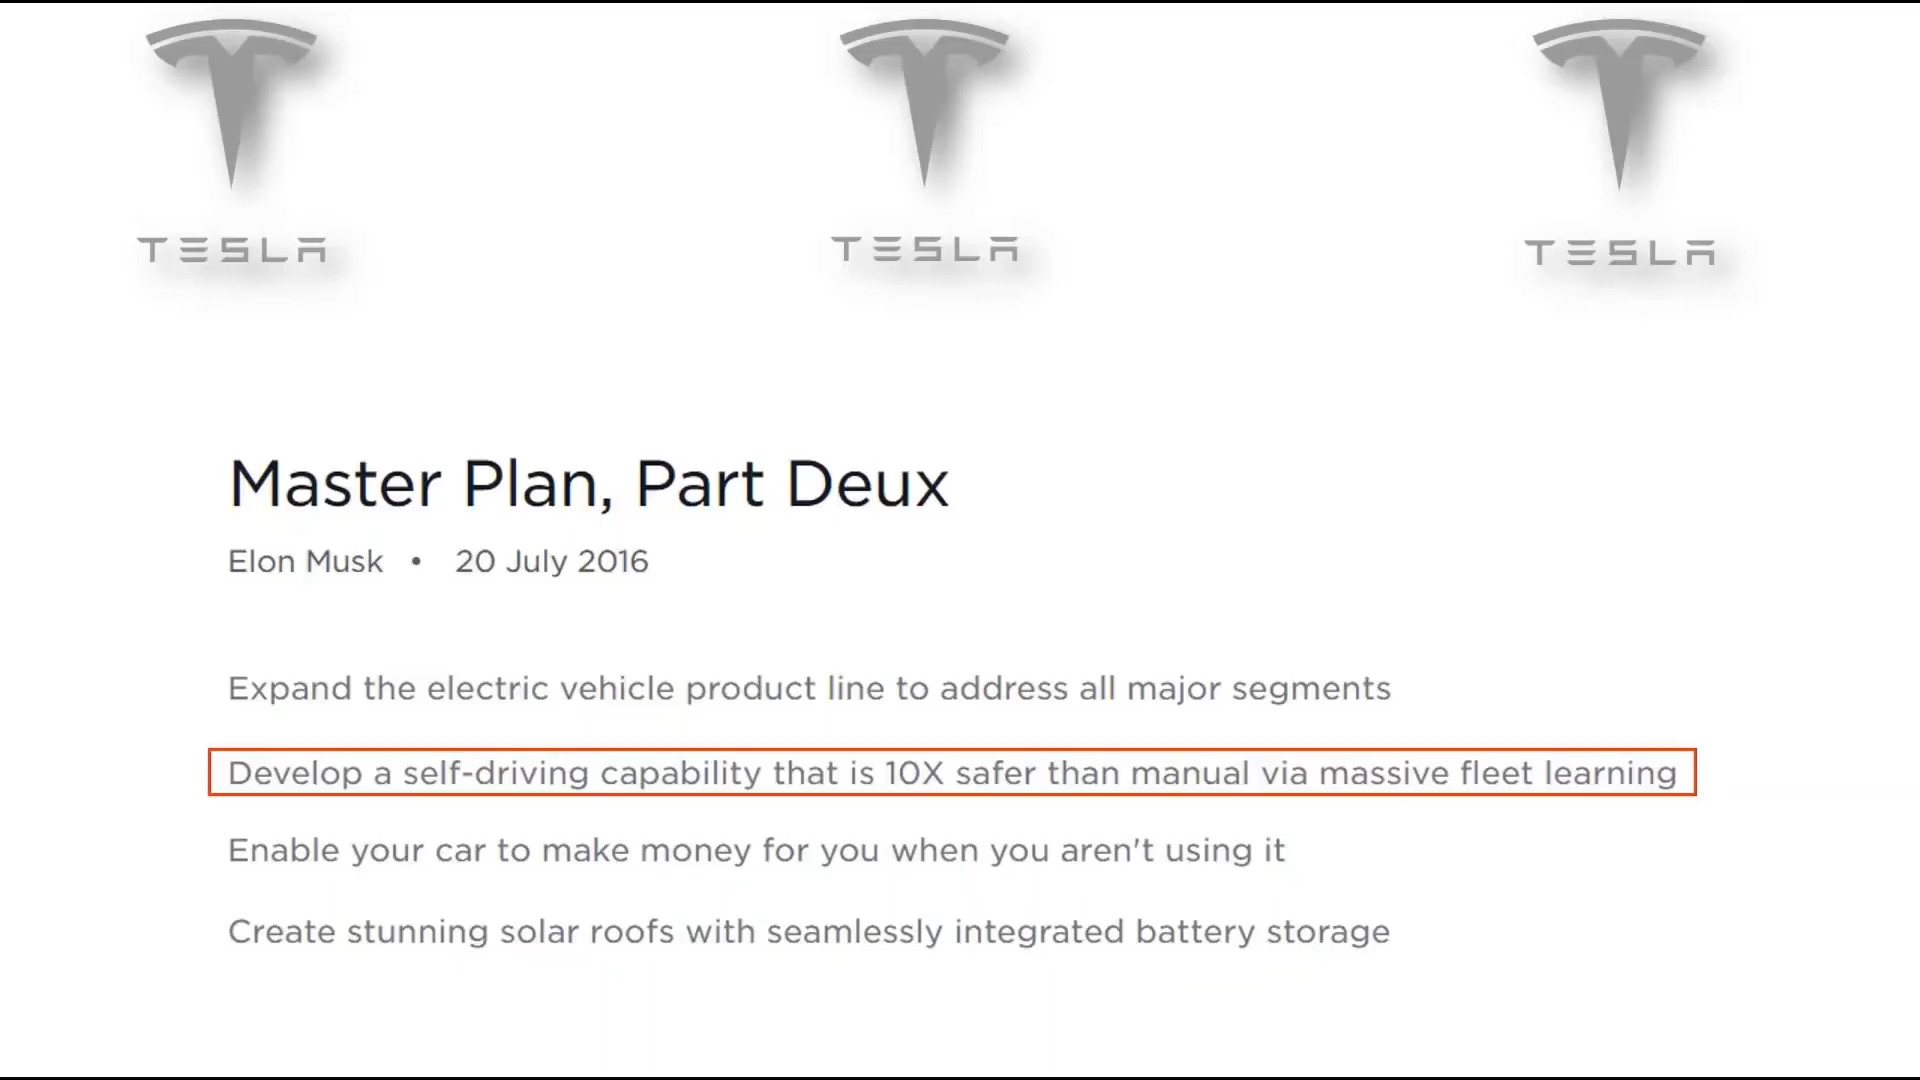 TESLA TESLA TESLA
Master Plan, Part Deux
Elon Musk • 20 July 2016
Expand the electric vehicle product line to address all major segments
Develop a self-driving capability that is 10X safer than manual via massive fleet learning
Enable your car to make money for you when you aren't using it
Create stunning solar roofs with seamlessly integrated battery storage